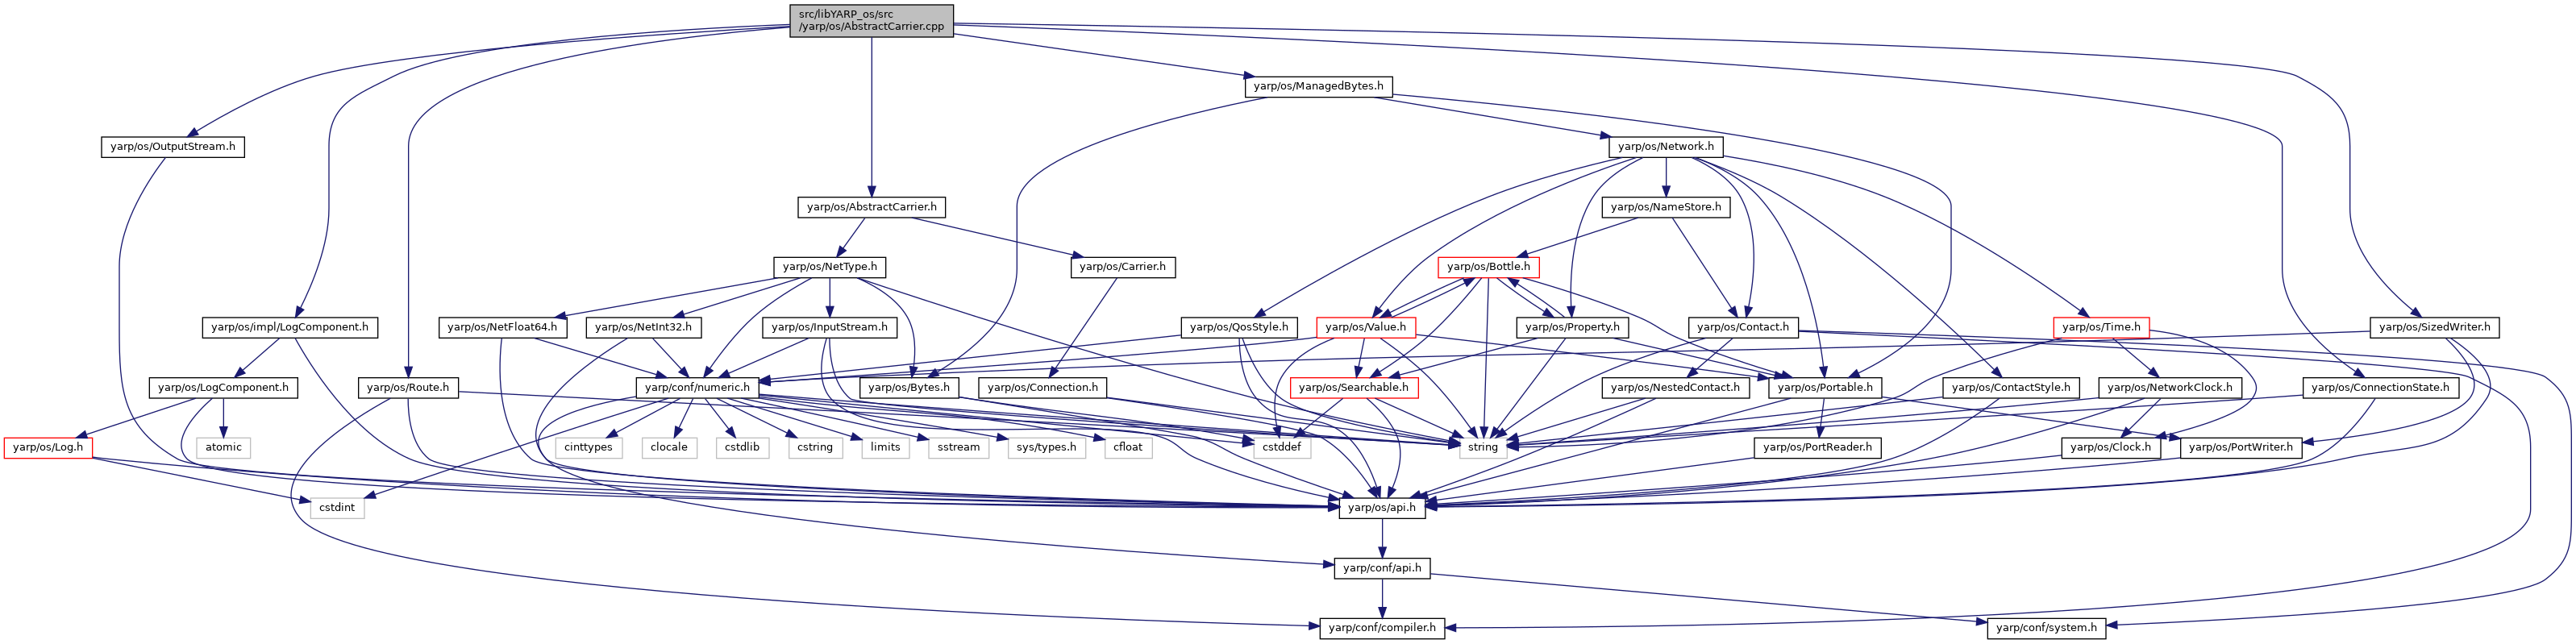 src/libYARP_os/src
/yarp/os/AbstractCarrier.cpp
yarp/os/ManagedBytes.h
yarp/os/OutputStream.h
yarp/os/Network.h
yarp/os/AbstractCarrier.h
yarp/os/NameStore.h
yarp/os/NetType.h
yarp/os/Carrier.h
yarp/os/Bottle.h
yarp/os/impl/LogComponent.h
yarp/os/NetFloat64.h
yarp/os/NetInt32.h
yarp/os/InputStream.h
yarp/os/QosStyle.h
yarp/os/Value.h
yarp/os/Property.h
yarp/os/Contact.h
yarp/os/Time.h
yarp/os/SizedWriter.h
yarp/os/LogComponent.h
yarp/os/Route.h
yarp/conf/numeric.h
yarp/os/Bytes.h
yarp/os/Connection.h
yarp/os/Searchable.h
yarp/os/NestedContact.h
yarp/os/Portable.h
yarp/os/ContactStyle.h
yarp/os/NetworkClock.h
yarp/os/ConnectionState.h
yarp/os/Log.h
atomic
cinttypes
clocale
cstdlib
cstring
limits
sstream
sys/types.h
cfloat
cstddef
string
yarp/os/PortReader.h
yarp/os/Clock.h
yarp/os/PortWriter.h
cstdint
yarp/os/api.h
yarp/conf/api.h
yarp/conf/compiler.h
yarp/conf/system.h